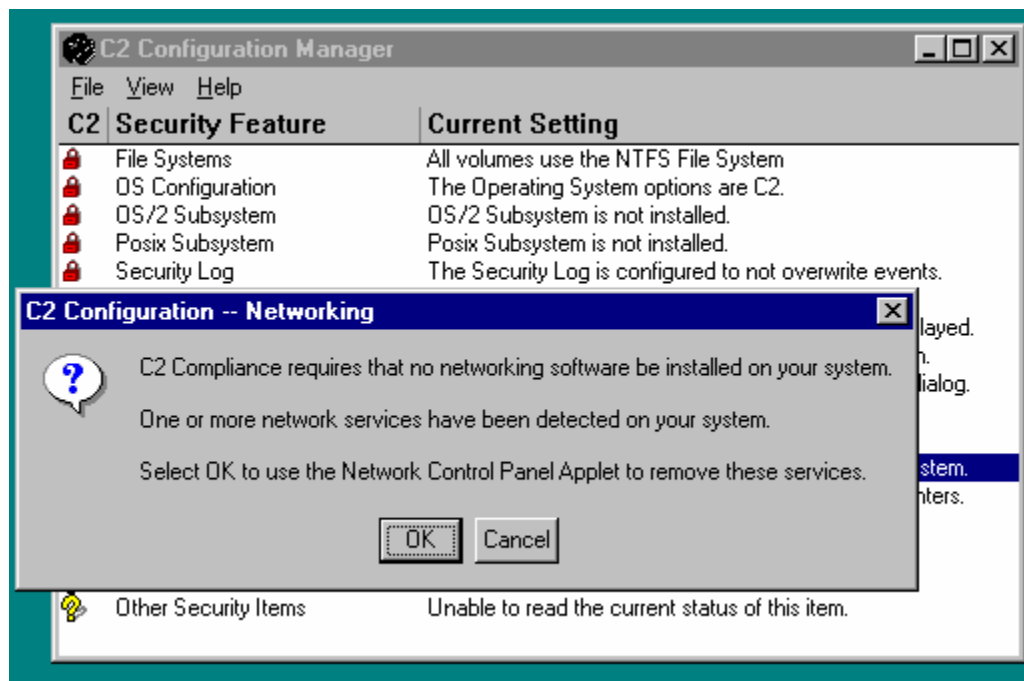 C2 Configuration Manager
File View Help
C2 Security Feature Current Setting
File Systems All volumes use the NTFS File System
OS Configuration The Operating System options are C2.
OS/2 Subsystem OS/2 Subsystem is not installed.
Posix Subsystem Posix Subsystem is not installed.
Security Log The Security Log is configured to not overwrite events.
C2 Configuration -- Networking
C2 Compliance requires that no networking software be installed on your system.
One or more network services have been detected on your system.
Select OK to use the Network Control Panel Applet to remove these services.
OK Cancel
Other Security Items Unable to read the current status of this item.